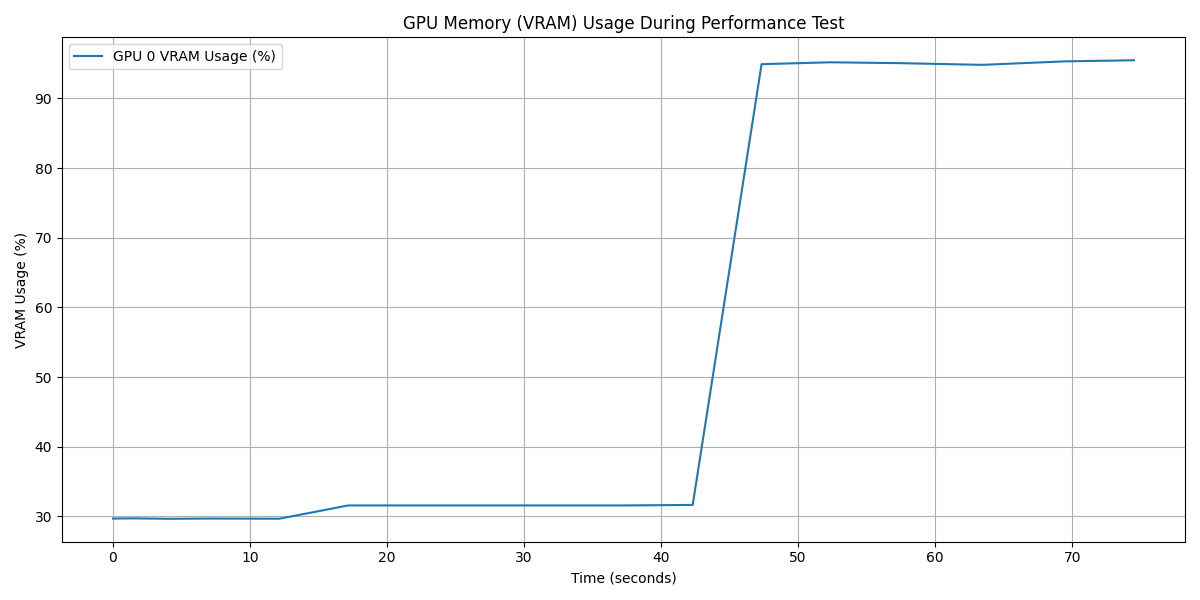 GPU Memory (VRAM) Usage During Performance Test
GPU 0 VRAM Usage (%)
VRAM Usage (%)
90
80
70
60
50
40
30
0 10 20 30 40 50 60 70
Time (seconds)